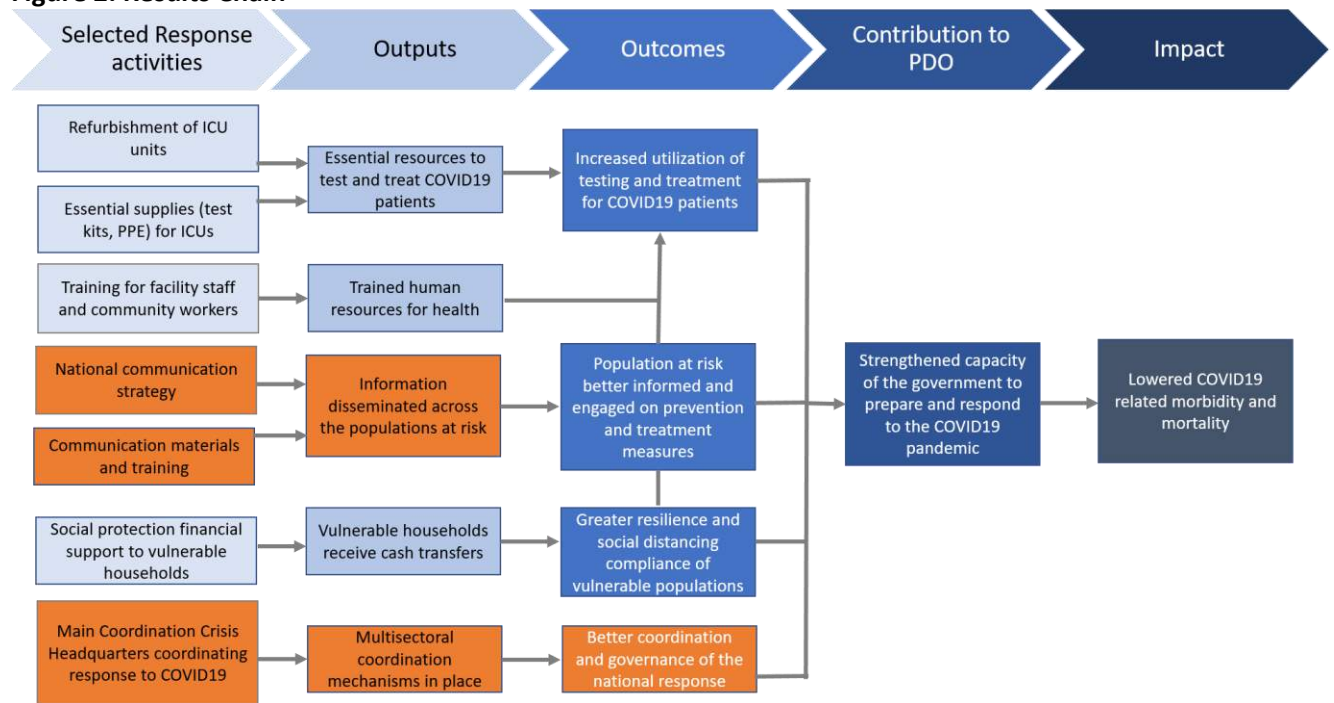 Selected Response
activities
Outputs
Outcomes
Contribution to
PDO
Impact
Refurbishment of ICU
units
Essential supplies (test
kits, PPE) for ICUs
Essential resources to
test and treat COVID19
patients
Increased utilization of
testing and treatment
for COVID19 patients
Training for facility staff
and community workers
Trained human
resources for health
National communication
strategy
Communication materials
and training
Information
disseminated across
the populations at risk
Population at risk
better informed and
engaged on prevention
and treatment
measures
Strengthened capacity
of the government to
prepare and respond
to the COVID19
pandemic
Lowered COVID19
related morbidity and
mortality
Social protection financial
support to vulnerable
households
Vulnerable households
receive cash transfers
Greater resilience and
social distancing
compliance of
vulnerable populations
Main Coordination Crisis
Headquarters coordinating
response to COVID19
Multisectoral
coordination
mechanisms in place
Better coordination
and governance of the
national response